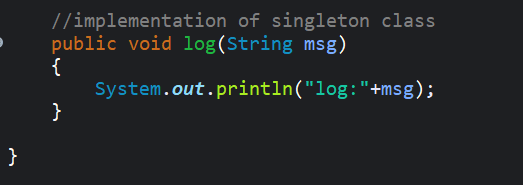 //implementation of singleton class
public void log(String msg)
{
System.out.println("log:"+msg);
}
}